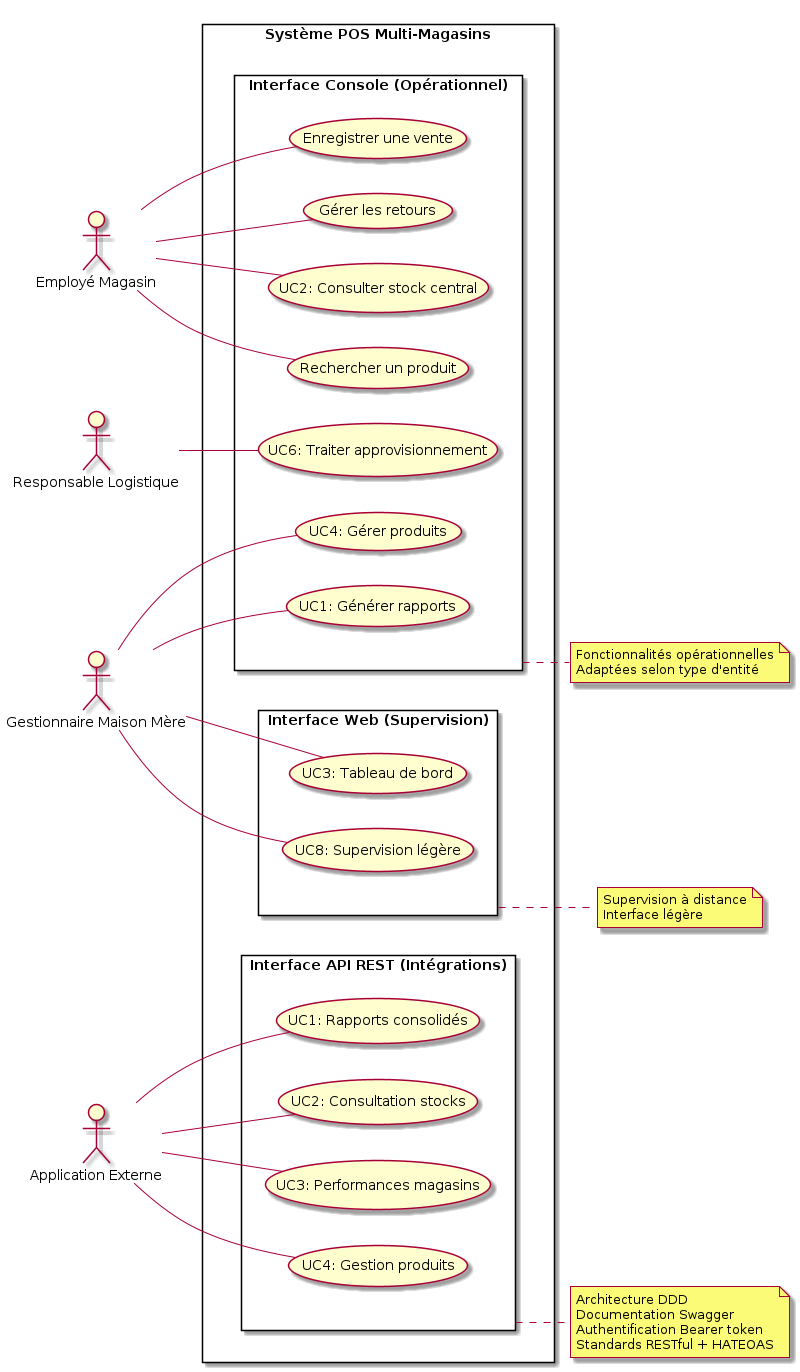 Système POS Multi-Magasins
Interface Console (Opérationnel)
Enregistrer une vente
Gérer les retours
Employé Magasin
UC2: Consulter stock central
Rechercher un produit
UC6: Traiter approvisionnement
Responsable Logistique
UC4: Gérer produits
UC1: Générer rapports
Fonctionnalités opérationnelles
Adaptées selon type d'entité
Gestionnaire Maison Mère
Interface Web (Supervision)
UC3: Tableau de bord
UC8: Supervision légère
Supervision à distance
Interface légère
Interface API REST (Intégrations)
UC1: Rapports consolidés
UC2: Consultation stocks
Application Externe
UC3: Performances magasins
UC4: Gestion produits
Architecture DDD
Documentation Swagger
Authentification Bearer token
Standards RESTful + HATEOAS